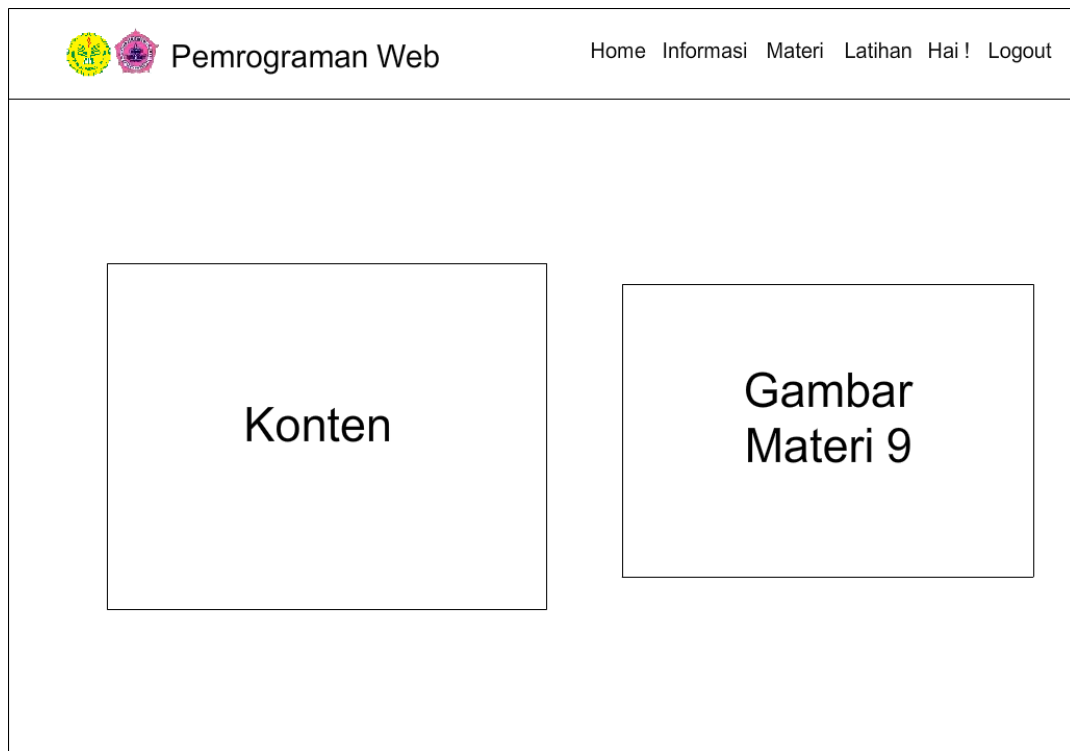 Pemrograman Web
Home Informasi Materi Latihan Hai ! Logout
Konten
Gambar
Materi 9